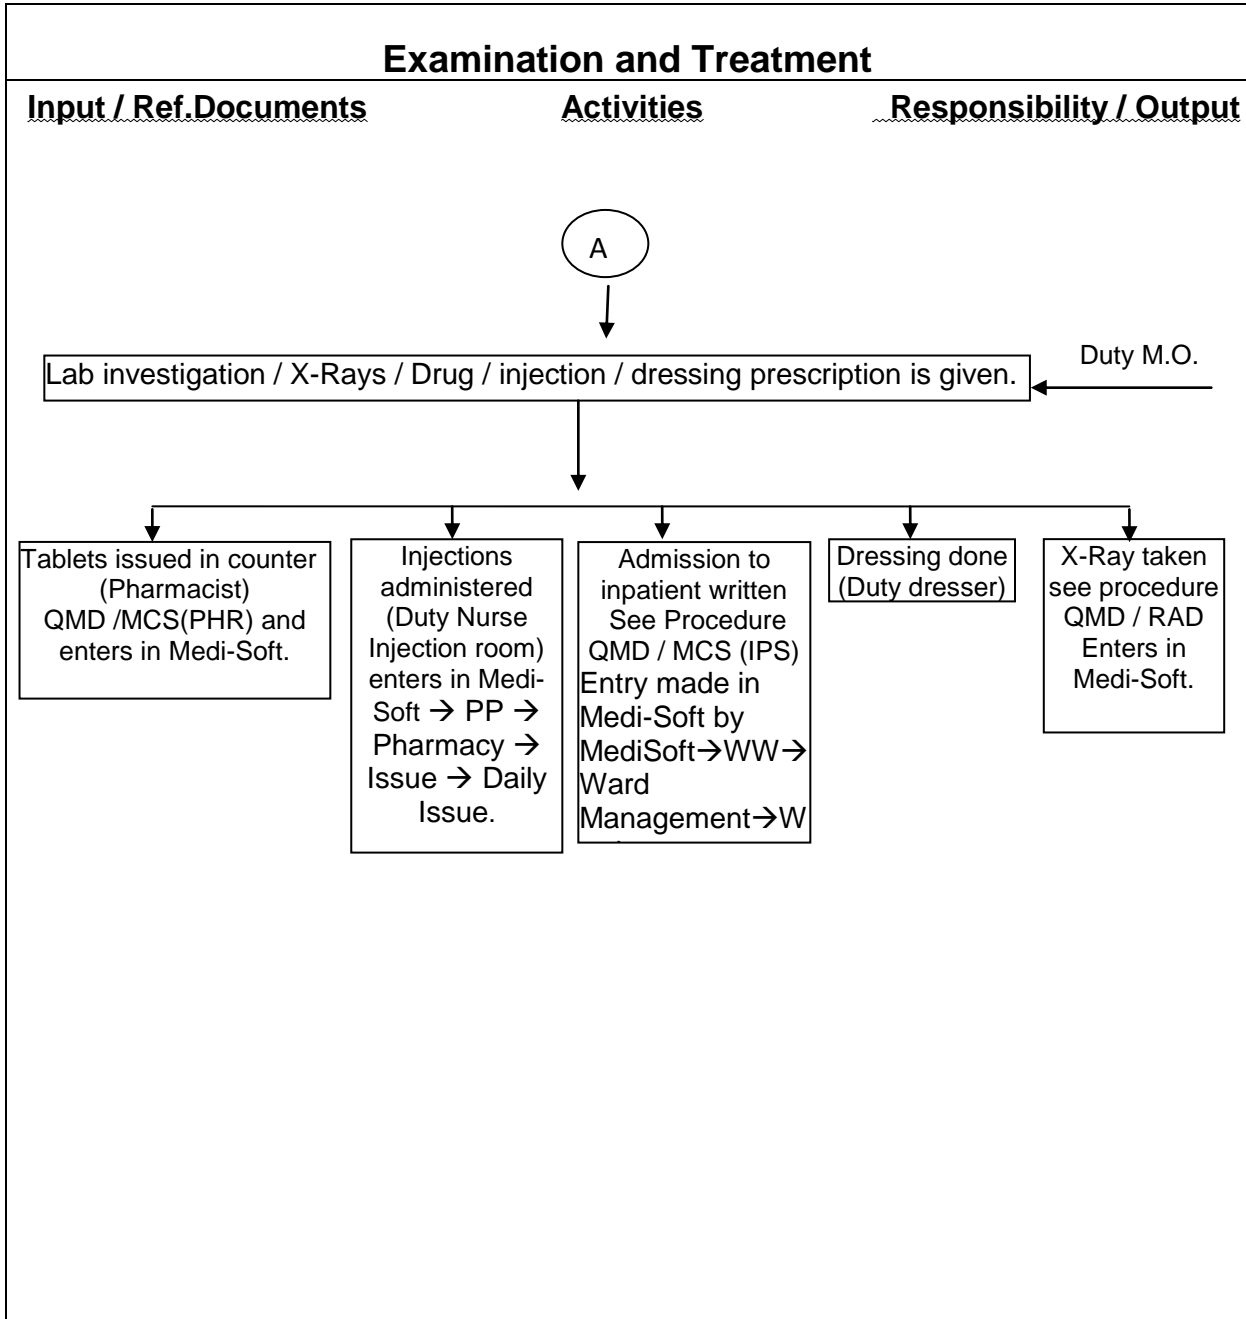 Examination and Treatment
Input / Ref.Documents
Activities
Responsibility / Output
A
Duty M.O.
Lab investigation / X-Rays / Drug / injection / dressing prescription is given.
Tablets issued in counter
(Pharmacist)
QMD /MCS(PHR) and
enters in Medi-Soft.
Injections
administered
(Duty Nurse
Injection room)
enters in Medi-
Soft → PP →
Pharmacy →
Issue → Daily
Issue.
Admission to
inpatient written
See Procedure
QMD / MCS (IPS)
Entry made in
Medi-Soft by
MediSoft→WW→
Ward
Management→W
Dressing done
(Duty dresser)
X-Ray taken
see procedure
QMD / RAD
Enters in
Medi-Soft.